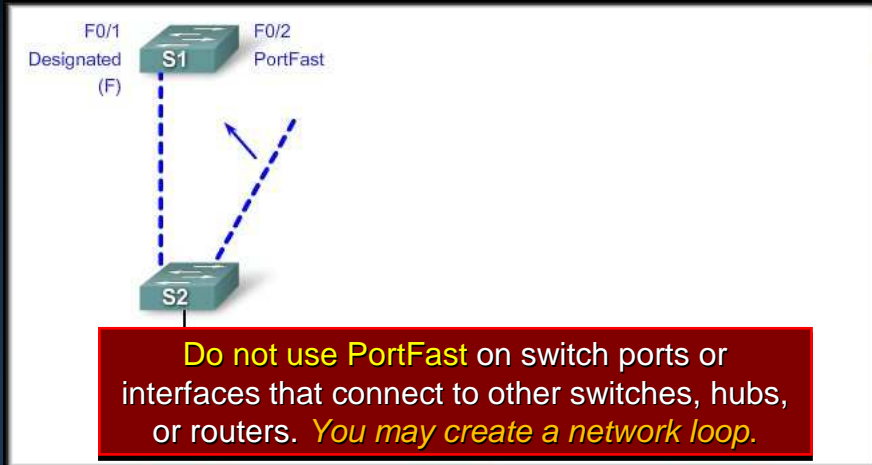 F0/1
Designated
(F)
S1
F0/2
PortFast
S2
Do not use PortFast on switch ports or
interfaces that connect to other switches, hubs,
or routers. You may create a network loop.